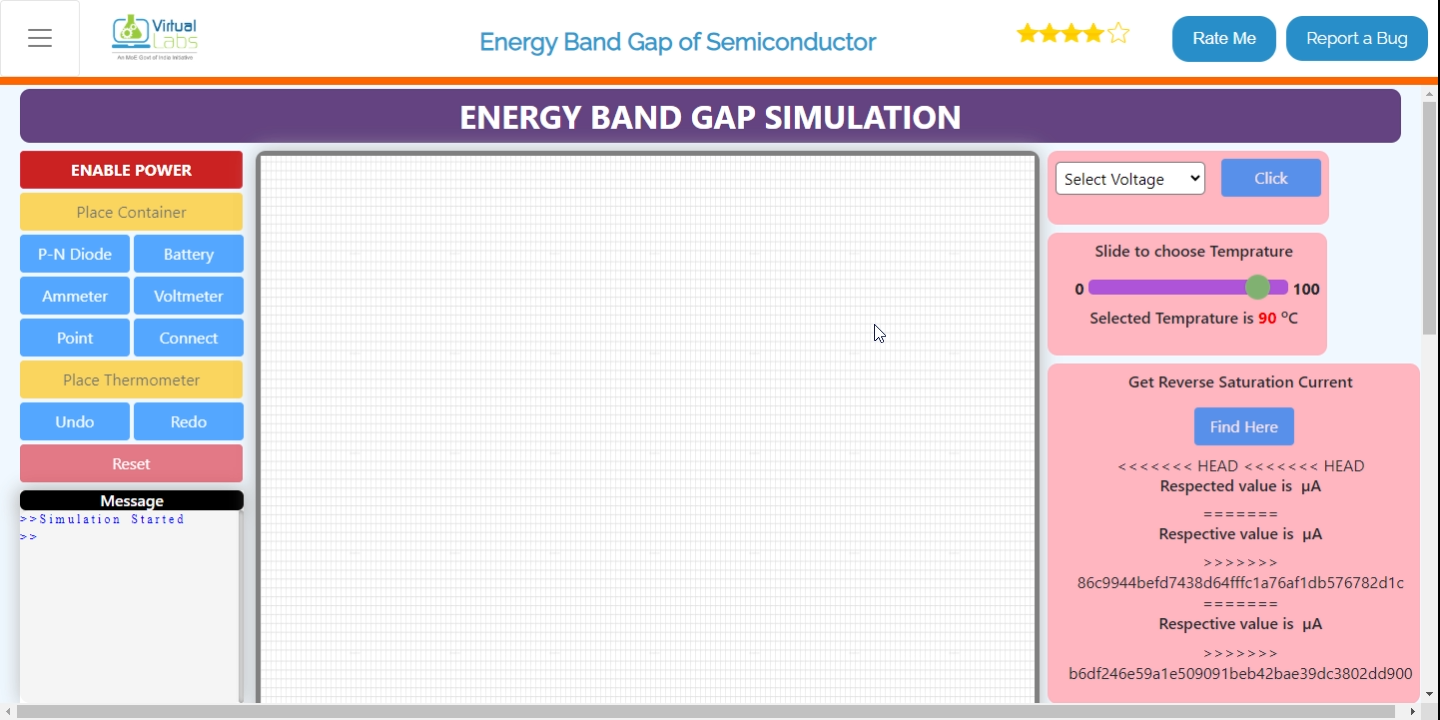 Virtual
Labs
An MoE Govt of India Initiative
Energy Band Gap of Semiconductor
Rate Me
Report a Bug
ENERGY BAND GAP SIMULATION
ENABLE POWER
Place Container
P-N Diode
Battery
Ammeter
Voltmeter
Point
Connect
Place Thermometer
Undo
Redo
Reset
Message
>>Simulation Started
>>
Select Voltage
Click
Slide to choose Temprature
0
100
Selected Temprature is 90 ⁰C
Get Reverse Saturation Current
Find Here
<<<<<<< HEAD <<<<<<< HEAD
Respected value is μA
=======
Respective value is μA
>>>>>>>
86c9944befd7438d64fffc1a76af1db576782d1c
=======
Respective value is μA
>>>>>>>
b6df246e59a1e509091beb42bae39dc3802dd900